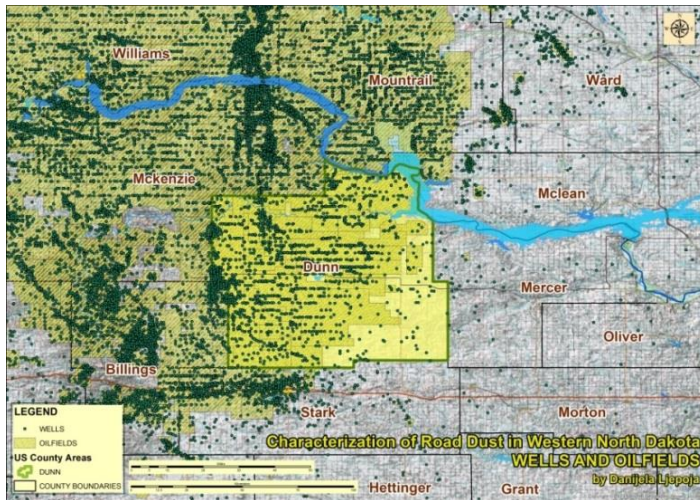 Williams
Mountrail
Ward
Mckenzie
Mclean
Dunn
Mercer
Oliver
Billings
Stark
Morton
LEGEND
WELLS
OILFIELDS
US County Areas
DUNN
COUNTY BOUNDARIES
Characterization of Road Dust in Western North Dakota
WELLS AND OILFIELDS
by Danijela Ljepoja
Hettinger
Grant